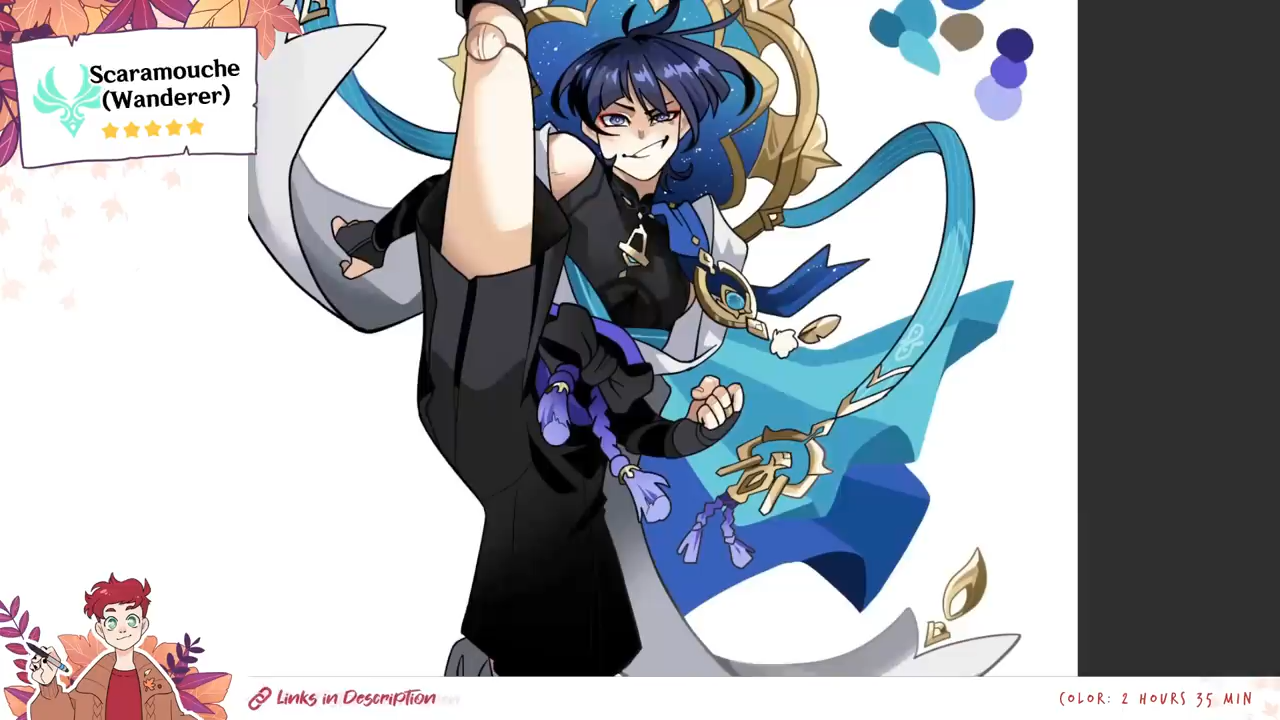 Scaramouche
(Wanderer)
Links in Description
Color: 2 hours 35 min